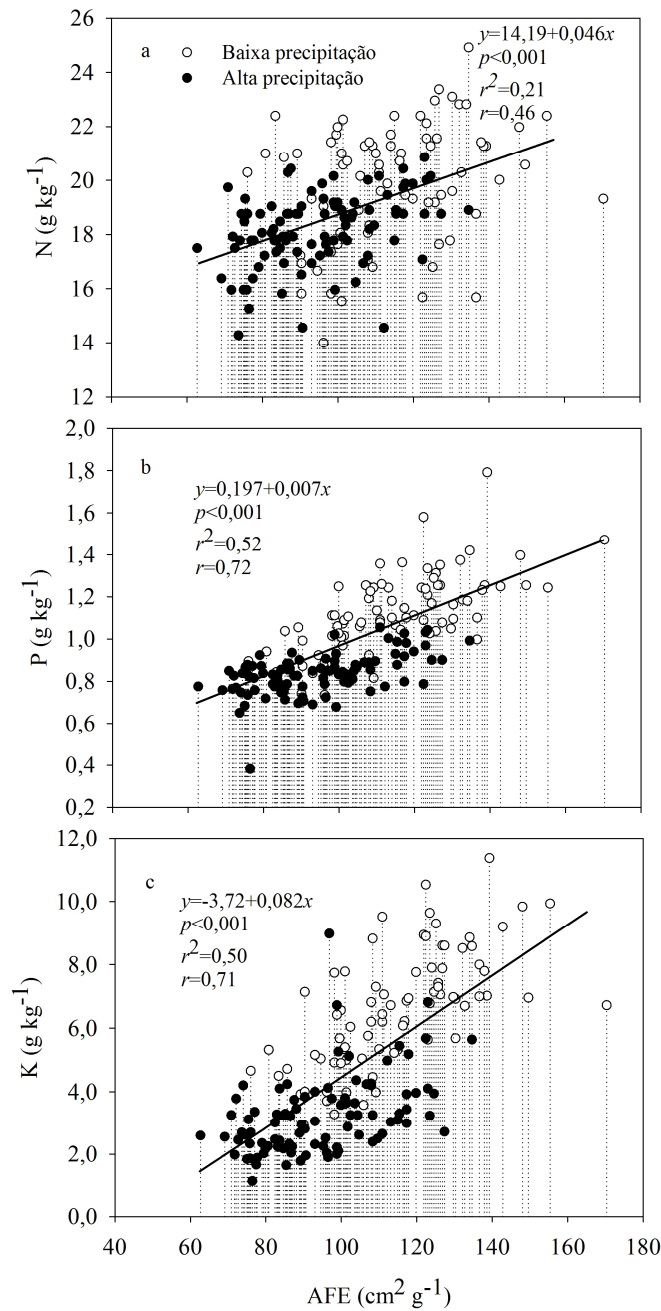 a
Baixa precipitação
Alta precipitação
y=14,19+0,046x
p<0,001
r²=0,21
r=0,46
26
24
22
20
18
16
14
12
N (g kg⁻¹)
b
y=0,197+0,007x
p<0,001
r²=0,52
r=0,72
2,0
1,8
1,6
1,4
1,2
1,0
0,8
0,6
0,4
0,2
P (g kg⁻¹)
c
y=-3,72+0,082x
p<0,001
r²=0,50
r=0,71
12,0
10,0
8,0
6,0
4,0
2,0
0,0
K (g kg⁻¹)
40 60 80 100 120 140 160 180
AFE (cm² g⁻¹)